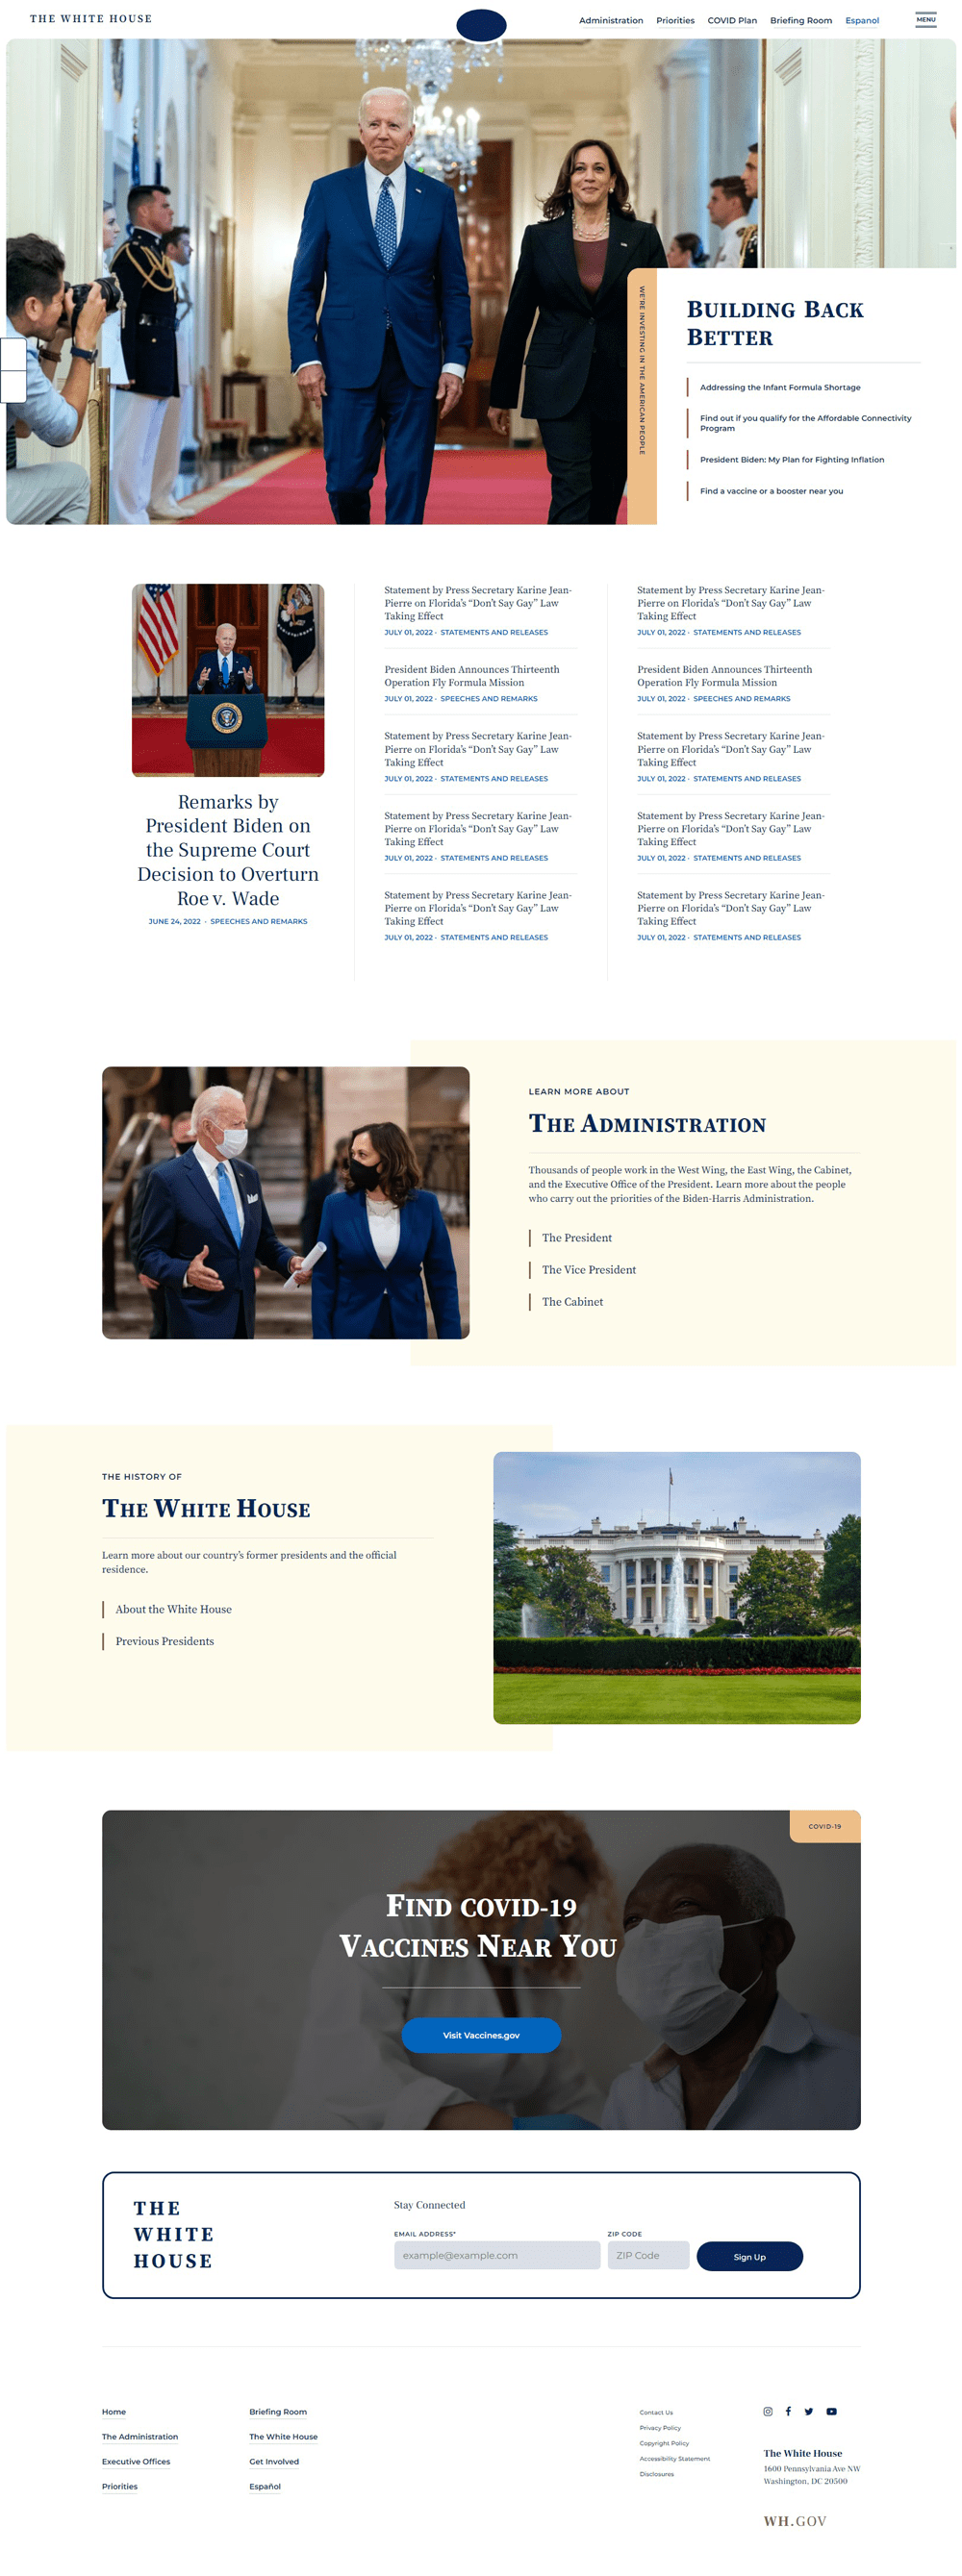 THE WHITE HOUSE
Administration Priorities COVID Plan Briefing Room Espanol
MENU
WE'RE INVESTING IN THE AMERICAN PEOPLE
BUILDING BACK
BETTER
Addressing the Infant Formula Shortage
Find out if you qualify for the Affordable Connectivity
Program
President Biden: My Plan for Fighting Inflation
Find a vaccine or a booster near you
Remarks by
President Biden on
the Supreme Court
Decision to Overturn
Roe v. Wade
JUNE 24, 2022 · SPEECHES AND REMARKS
Statement by Press Secretary Karine Jean-
Pierre on Florida's “Don't Say Gay” Law
Taking Effect
JULY 01, 2022 · STATEMENTS AND RELEASES
President Biden Announces Thirteenth
Operation Fly Formula Mission
JULY 01, 2022 · SPEECHES AND REMARKS
Statement by Press Secretary Karine Jean-
Pierre on Florida's “Don't Say Gay” Law
Taking Effect
JULY 01, 2022 · STATEMENTS AND RELEASES
Statement by Press Secretary Karine Jean-
Pierre on Florida's “Don't Say Gay” Law
Taking Effect
JULY 01, 2022 · STATEMENTS AND RELEASES
Statement by Press Secretary Karine Jean-
Pierre on Florida's “Don't Say Gay” Law
Taking Effect
JULY 01, 2022 · STATEMENTS AND RELEASES
Statement by Press Secretary Karine Jean-
Pierre on Florida's “Don't Say Gay” Law
Taking Effect
JULY 01, 2022 · STATEMENTS AND RELEASES
President Biden Announces Thirteenth
Operation Fly Formula Mission
JULY 01, 2022 · SPEECHES AND REMARKS
Statement by Press Secretary Karine Jean-
Pierre on Florida's “Don't Say Gay” Law
Taking Effect
JULY 01, 2022 · STATEMENTS AND RELEASES
Statement by Press Secretary Karine Jean-
Pierre on Florida's “Don't Say Gay” Law
Taking Effect
JULY 01, 2022 · STATEMENTS AND RELEASES
Statement by Press Secretary Karine Jean-
Pierre on Florida's “Don't Say Gay” Law
Taking Effect
JULY 01, 2022 · STATEMENTS AND RELEASES
LEARN MORE ABOUT
THE ADMINISTRATION
Thousands of people work in the West Wing, the East Wing, the Cabinet,
and the Executive Office of the President. Learn more about the people
who carry out the priorities of the Biden-Harris Administration.
The President
The Vice President
The Cabinet
THE HISTORY OF
THE WHITE HOUSE
Learn more about our country's former presidents and the official
residence.
About the White House
Previous Presidents
COVID-19
FIND COVID-19
VACCINES NEAR YOU
Visit Vaccines.gov
THE
WHITE
HOUSE
Stay Connected
EMAIL ADDRESS* ZIP CODE
example@example.com ZIP Code Sign Up
Home
The Administration
Executive Offices
Priorities
Briefing Room
The White House
Get Involved
Español
Contact Us
Privacy Policy
Copyright Policy
Accessibility Statement
Disclosures
The White House
1600 Pennsylvania Ave NW
Washington, DC 20500
WH.GOV